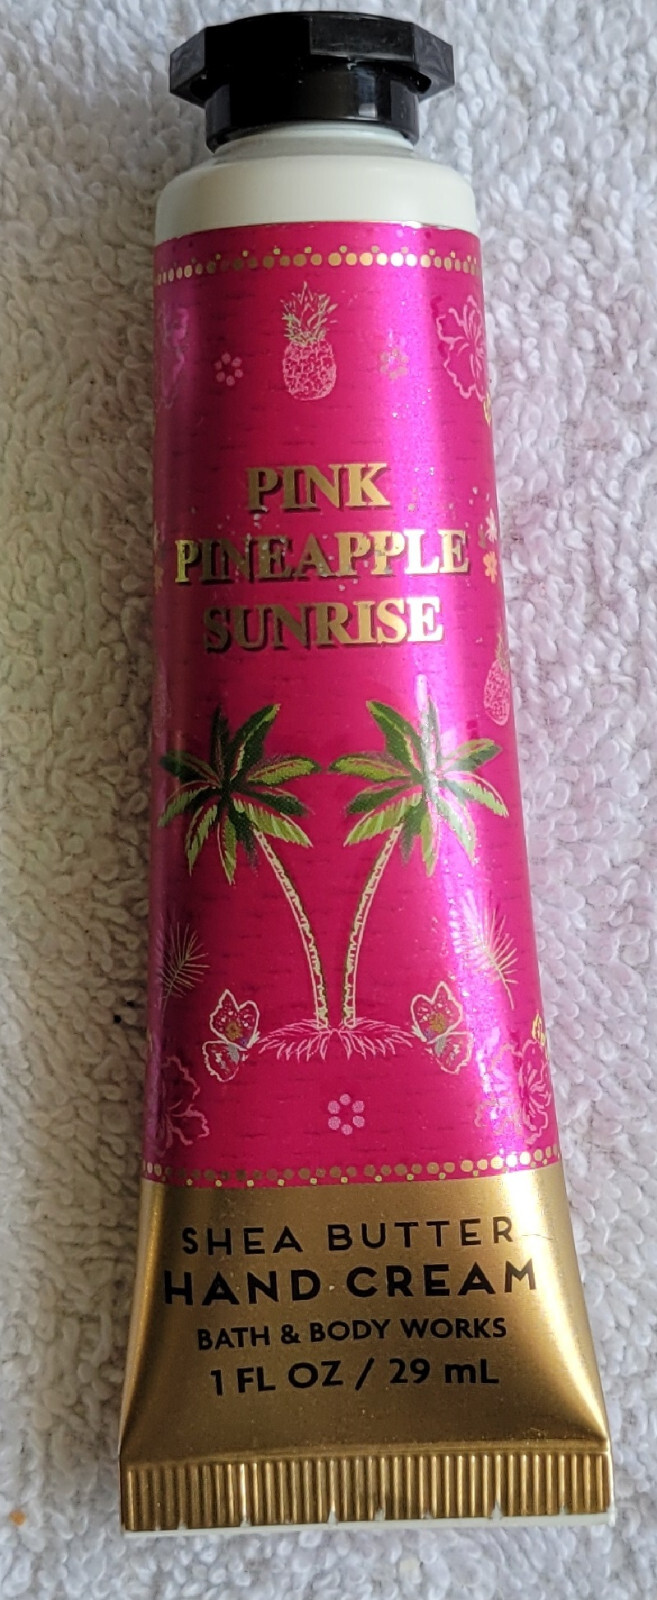 PINK
PINEAPPLE
SUNRISE
SHEA BUTTER
HAND CREAM
BATH & BODY WORKS
1 FL OZ / 29 mL